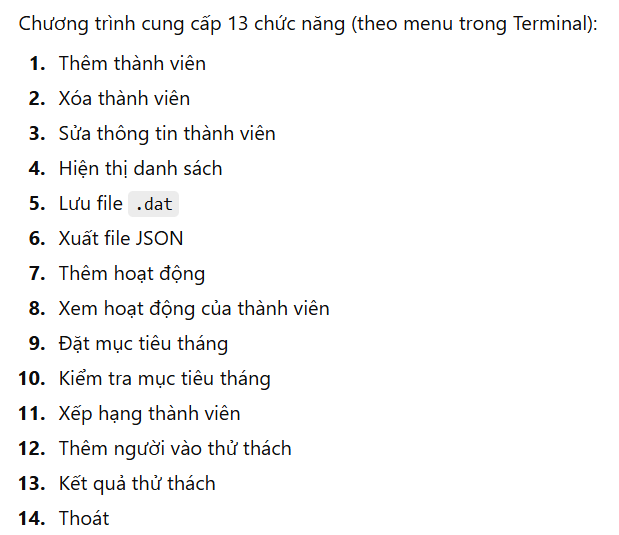 Chương trình cung cấp 13 chức năng (theo menu trong Terminal):
1. Thêm thành viên
2. Xóa thành viên
3. Sửa thông tin thành viên
4. Hiện thị danh sách
5. Lưu file .dat
6. Xuất file JSON
7. Thêm hoạt động
8. Xem hoạt động của thành viên
9. Đặt mục tiêu tháng
10. Kiểm tra mục tiêu tháng
11. Xếp hạng thành viên
12. Thêm người vào thử thách
13. Kết quả thử thách
14. Thoát